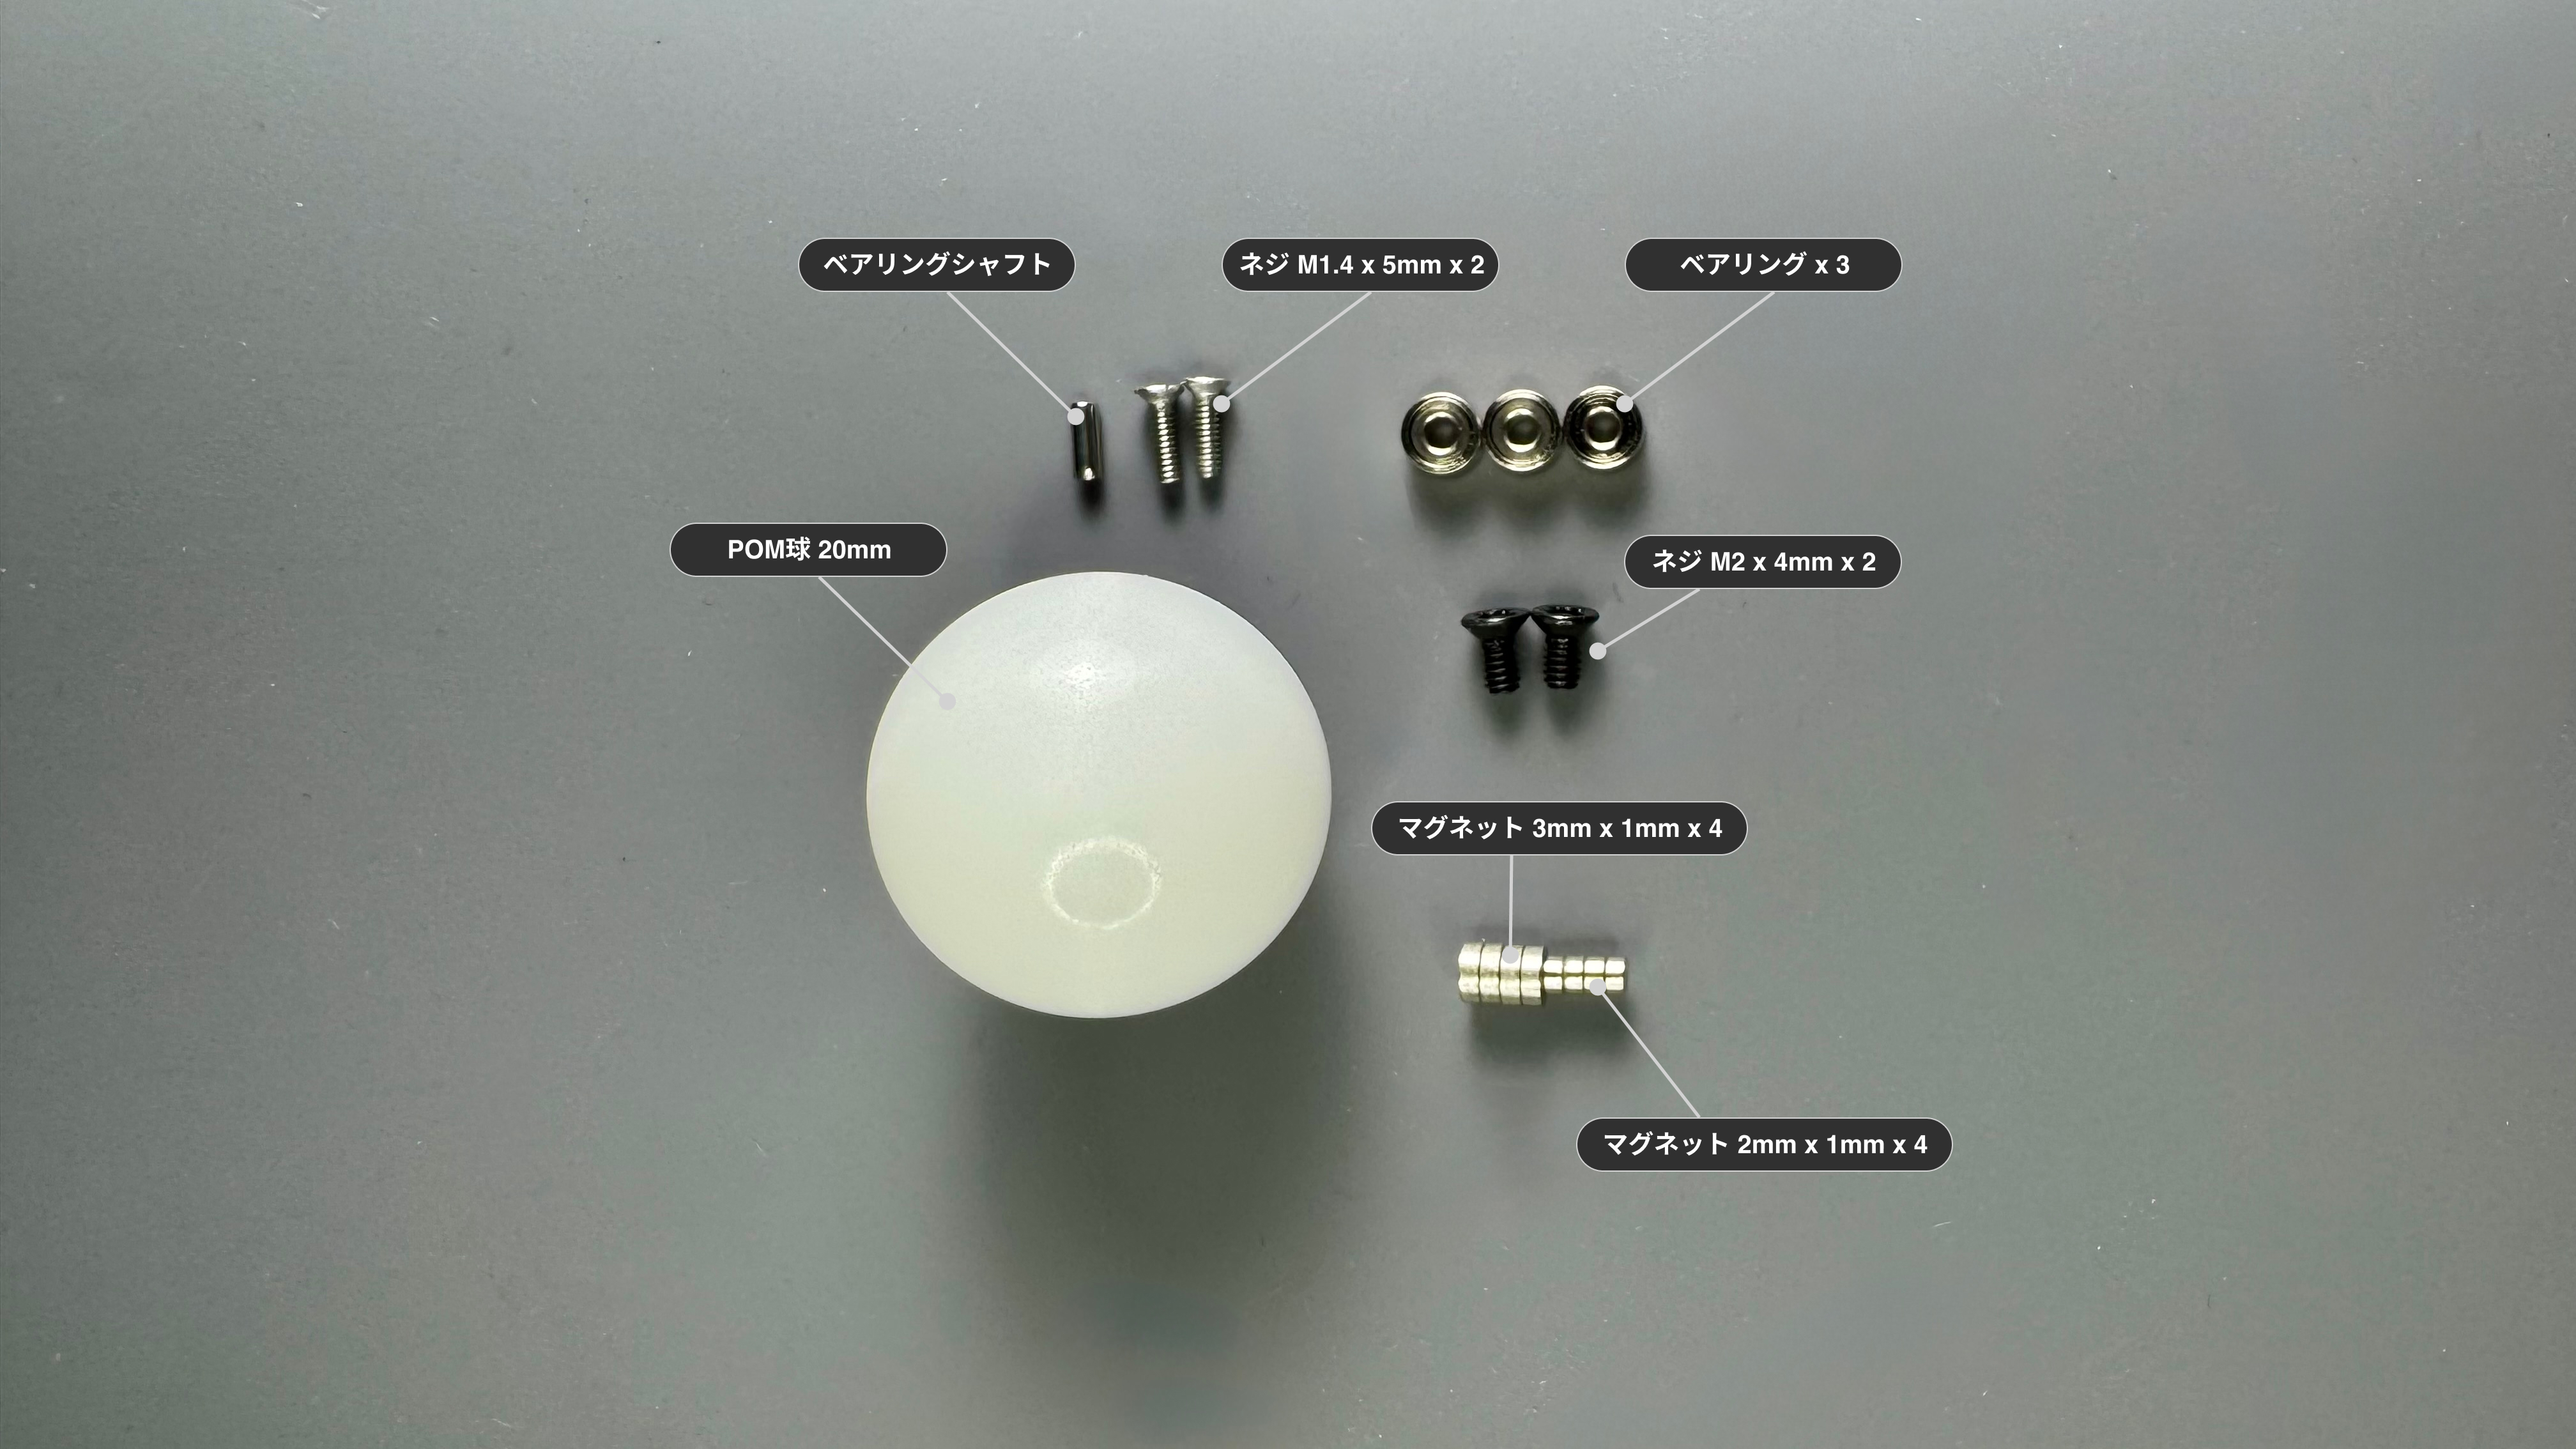 ベアリングシャフト
ネジ M1.4 x 5mm x 2
ベアリング x 3
POM球 20mm
ネジ M2 x 4mm x 2
マグネット 3mm x 1mm x 4
マグネット 2mm x 1mm x 4